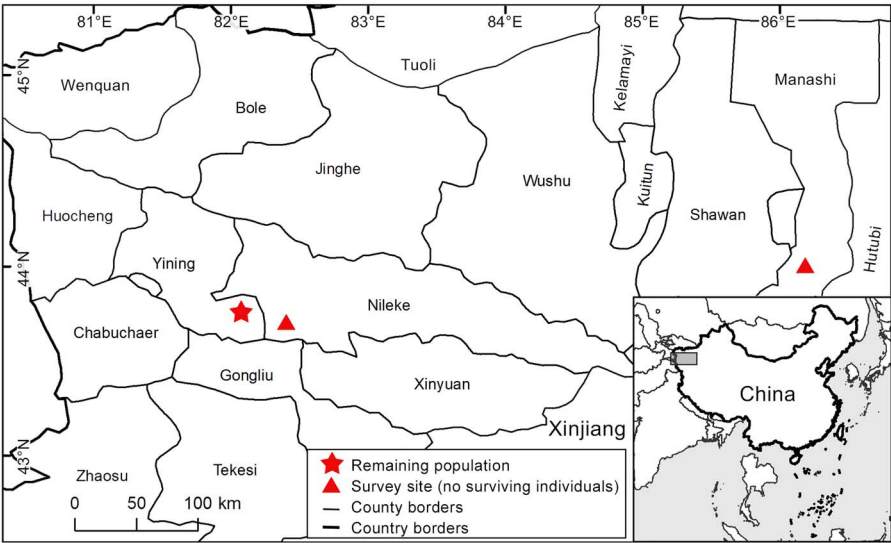 81°E 82°E 83°E 84°E 85°E 86°E
45°N
44°N
43°N
Wenquan
Bole
Tuoli
Kelamayi
Manashi
Jinghe
Wushu
Kuitun
Shawan
Huocheng
Hutubi
Yining
Nileke
Chabuchaer
Gongliu
Xinyuan
Xinjiang
Zhaosu
Tekesi
China
0 50 100 km
Remaining population
Survey site (no surviving individuals)
County borders
Country borders